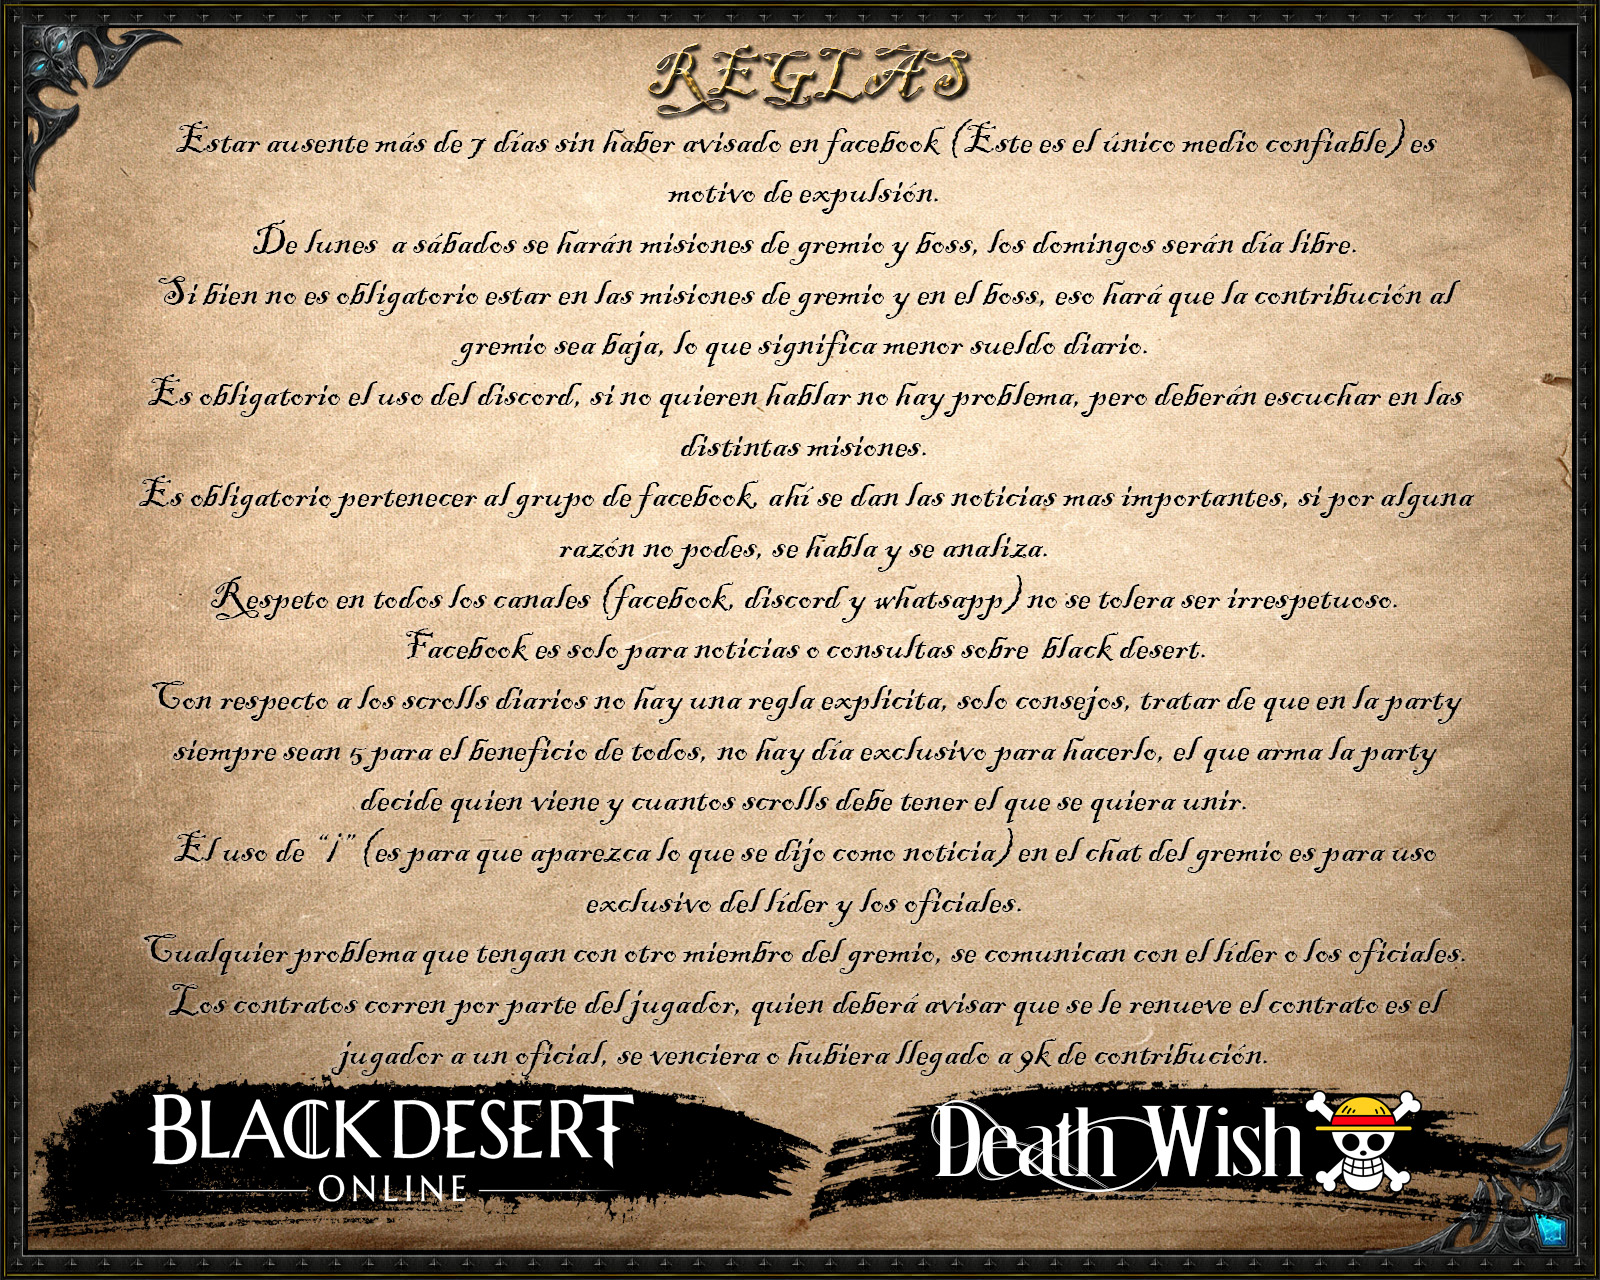 REGLAS
Estar ausente más de 7 días sin haber avisado en facebook (Este es el único medio confiable) es
motivo de expulsión.
De lunes a sábados se harán misiones de gremio y boss, los domingos serán día libre.
Si bien no es obligatorio estar en las misiones de gremio y en el boss, eso hará que la contribución al
gremio sea baja, lo que significa menor sueldo diario.
Es obligatorio el uso del discord, si no quieren hablar no hay problema, pero deberán escuchar en las
distintas misiones.
Es obligatorio pertenecer al grupo de facebook, ahí se dan las noticias mas importantes, si por alguna
razón no podes, se habla y se analiza.
Respeto en todos los canales (facebook, discord y whatsapp) no se tolera ser irrespetuoso.
Facebook es solo para noticias o consultas sobre black desert.
Con respecto a los scrolls diarios no hay una regla explicita, solo consejos, tratar de que en la party
siempre sean 5 para el beneficio de todos, no hay día exclusivo para hacerlo, el que arma la party
decide quien viene y cuantos scrolls debe tener el que se quiera unir.
El uso de “¡” (es para que aparezca lo que se dijo como noticia) en el chat del gremio es para uso
exclusivo del líder y los oficiales.
Cualquier problema que tengan con otro miembro del gremio, se comunican con el líder o los oficiales.
Los contratos corren por parte del jugador, quien deberá avisar que se le renueve el contrato es el
jugador a un oficial, se venciera o hubiera llegado a 9k de contribución.
BLACK DESERT
ONLINE
Death Wish